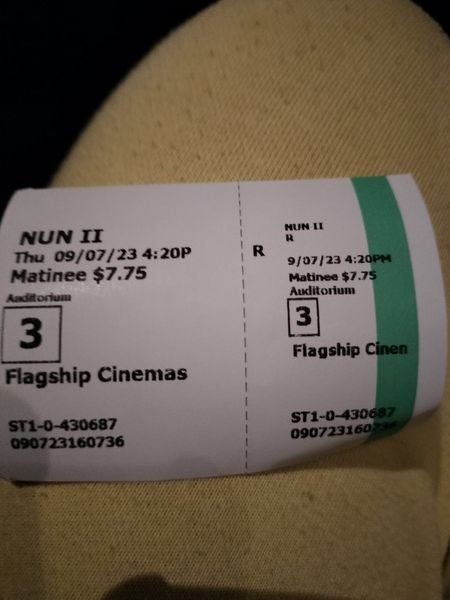 NUN II
Thu 09/07/23 4:20P
Matinee $7.75
Auditorium
3
Flagship Cinemas
ST1-0-430687
090723160736
R
NUN II
R
9/07/23 4:20PM
Matinee $7.75
Auditorium
3
Flagship Cinen
ST1-0-430687
090723160736